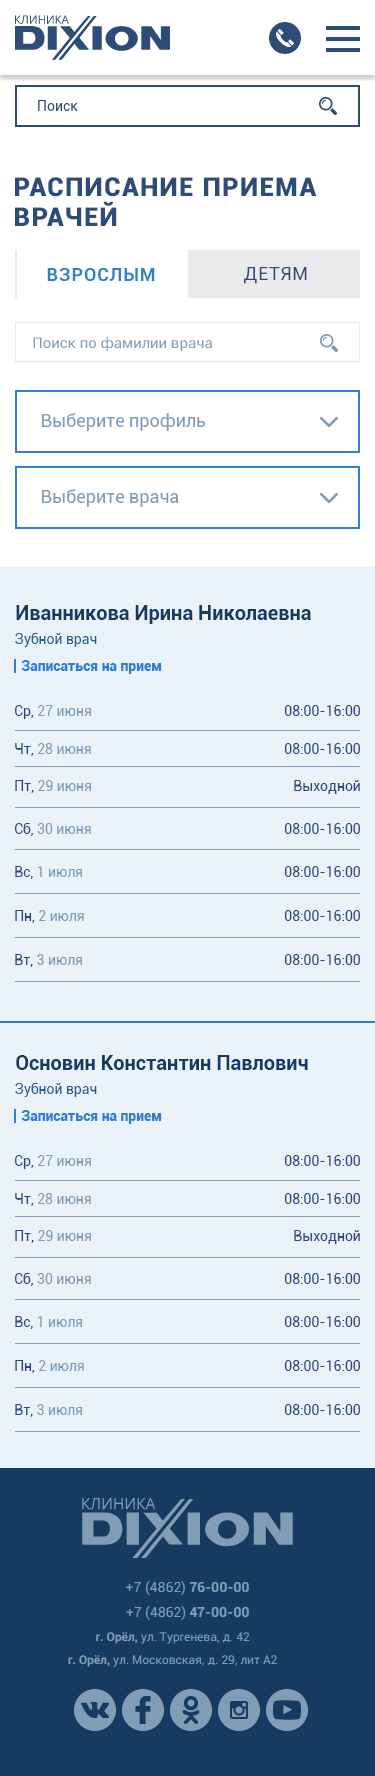 КЛИНИКА
DIXION
Поиск
РАСПИСАНИЕ ПРИЕМА
ВРАЧЕЙ
ВЗРОСЛЫМ
ДЕТЯМ
Поиск по фамилии врача
Выберите профиль
Выберите врача
Иванникова Ирина Николаевна
Зубной врач
Записаться на прием
Ср, 27 июня 08:00-16:00
Чт, 28 июня 08:00-16:00
Пт, 29 июня Выходной
Сб, 30 июня 08:00-16:00
Вс, 1 июля 08:00-16:00
Пн, 2 июля 08:00-16:00
Вт, 3 июля 08:00-16:00
Основин Константин Павлович
Зубной врач
Записаться на прием
Ср, 27 июня 08:00-16:00
Чт, 28 июня 08:00-16:00
Пт, 29 июня Выходной
Сб, 30 июня 08:00-16:00
Вс, 1 июля 08:00-16:00
Пн, 2 июля 08:00-16:00
Вт, 3 июля 08:00-16:00
КЛИНИКА
DIXION
+7 (4862) 76-00-00
+7 (4862) 47-00-00
г. Орёл, ул. Тургенева, д. 42
г. Орёл, ул. Московская, д. 29, лит А2